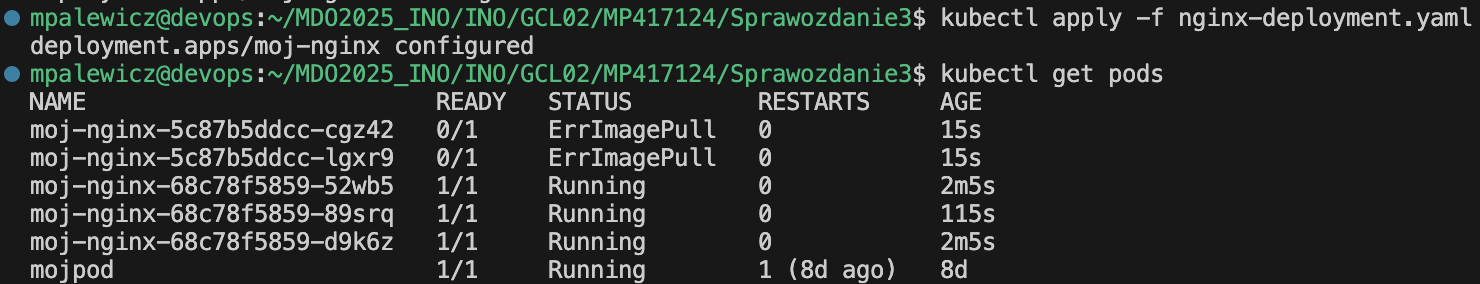 mpalewicz@devops:~/MDO2025_INO/INO/GCL02/MP417124/Sprawozdanie3$ kubectl apply -f nginx-deployment.yaml
deployment.apps/moj-nginx configured
mpalewicz@devops:~/MDO2025_INO/INO/GCL02/MP417124/Sprawozdanie3$ kubectl get pods
NAME READY STATUS RESTARTS AGE
moj-nginx-5c87b5ddcc-cgz42 0/1 ErrImagePull 0 15s
moj-nginx-5c87b5ddcc-lgxr9 0/1 ErrImagePull 0 15s
moj-nginx-68c78f5859-52wb5 1/1 Running 0 2m5s
moj-nginx-68c78f5859-89srq 1/1 Running 0 115s
moj-nginx-68c78f5859-d9k6z 1/1 Running 0 2m5s
mojpod 1/1 Running 1 (8d ago) 8d